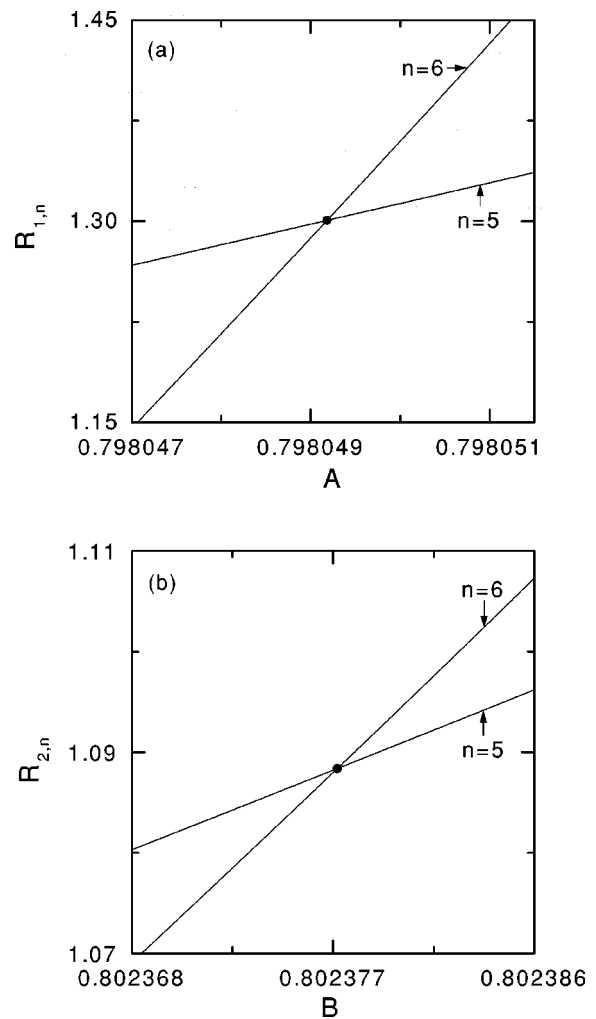 1.45
(a)
n=6
R1,n
1.30
n=5
1.15
0.798047
0.798049
0.798051
A
1.11
(b)
n=6
R2,n
1.09
n=5
1.07
0.802368
0.802377
0.802386
B